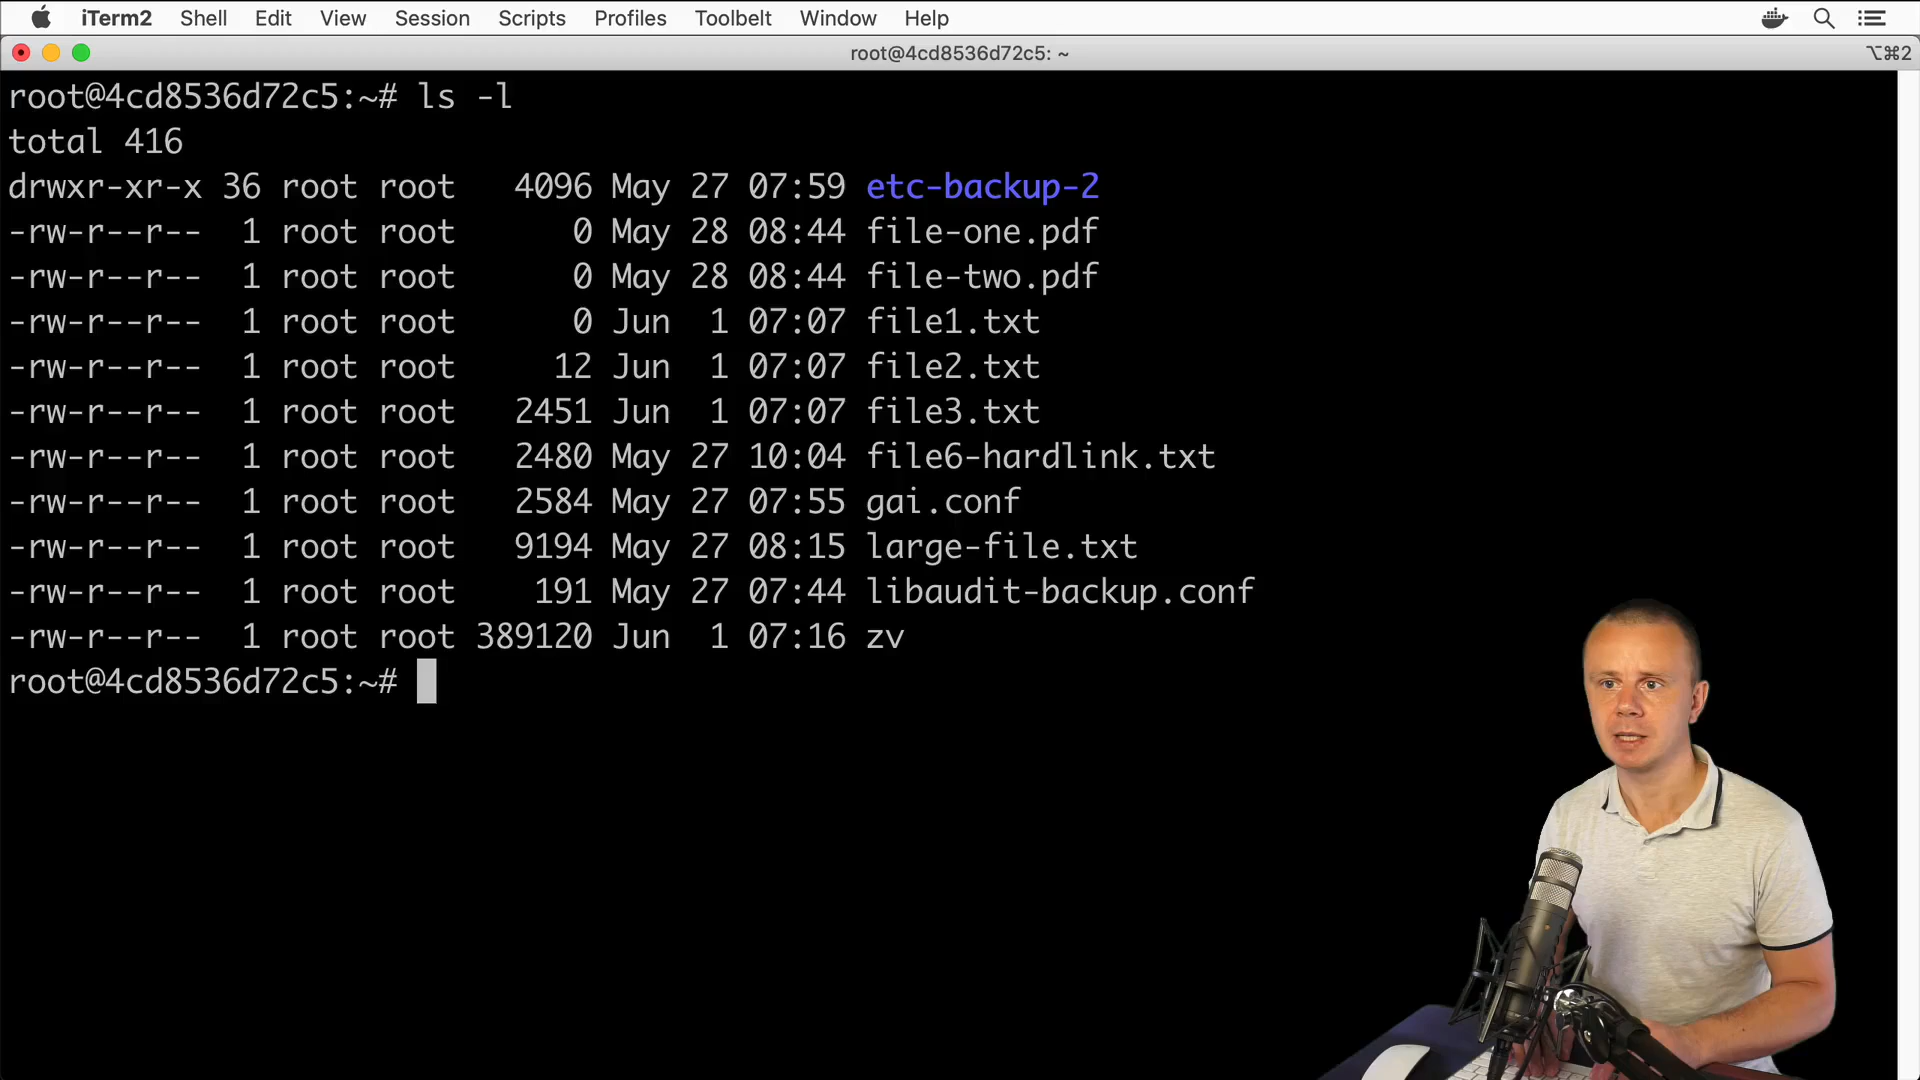 iTerm2 Shell Edit View Session Scripts Profiles Toolbelt Window Help
root@4cd8536d72c5: ~ ⌥⌘2
root@4cd8536d72c5:~# ls -l
total 416
drwxr-xr-x 36 root root 4096 May 27 07:59 etc-backup-2
-rw-r--r-- 1 root root 0 May 28 08:44 file-one.pdf
-rw-r--r-- 1 root root 0 May 28 08:44 file-two.pdf
-rw-r--r-- 1 root root 0 Jun 1 07:07 file1.txt
-rw-r--r-- 1 root root 12 Jun 1 07:07 file2.txt
-rw-r--r-- 1 root root 2451 Jun 1 07:07 file3.txt
-rw-r--r-- 1 root root 2480 May 27 10:04 file6-hardlink.txt
-rw-r--r-- 1 root root 2584 May 27 07:55 gai.conf
-rw-r--r-- 1 root root 9194 May 27 08:15 large-file.txt
-rw-r--r-- 1 root root 191 May 27 07:44 libaudit-backup.conf
-rw-r--r-- 1 root root 389120 Jun 1 07:16 zv
root@4cd8536d72c5:~#